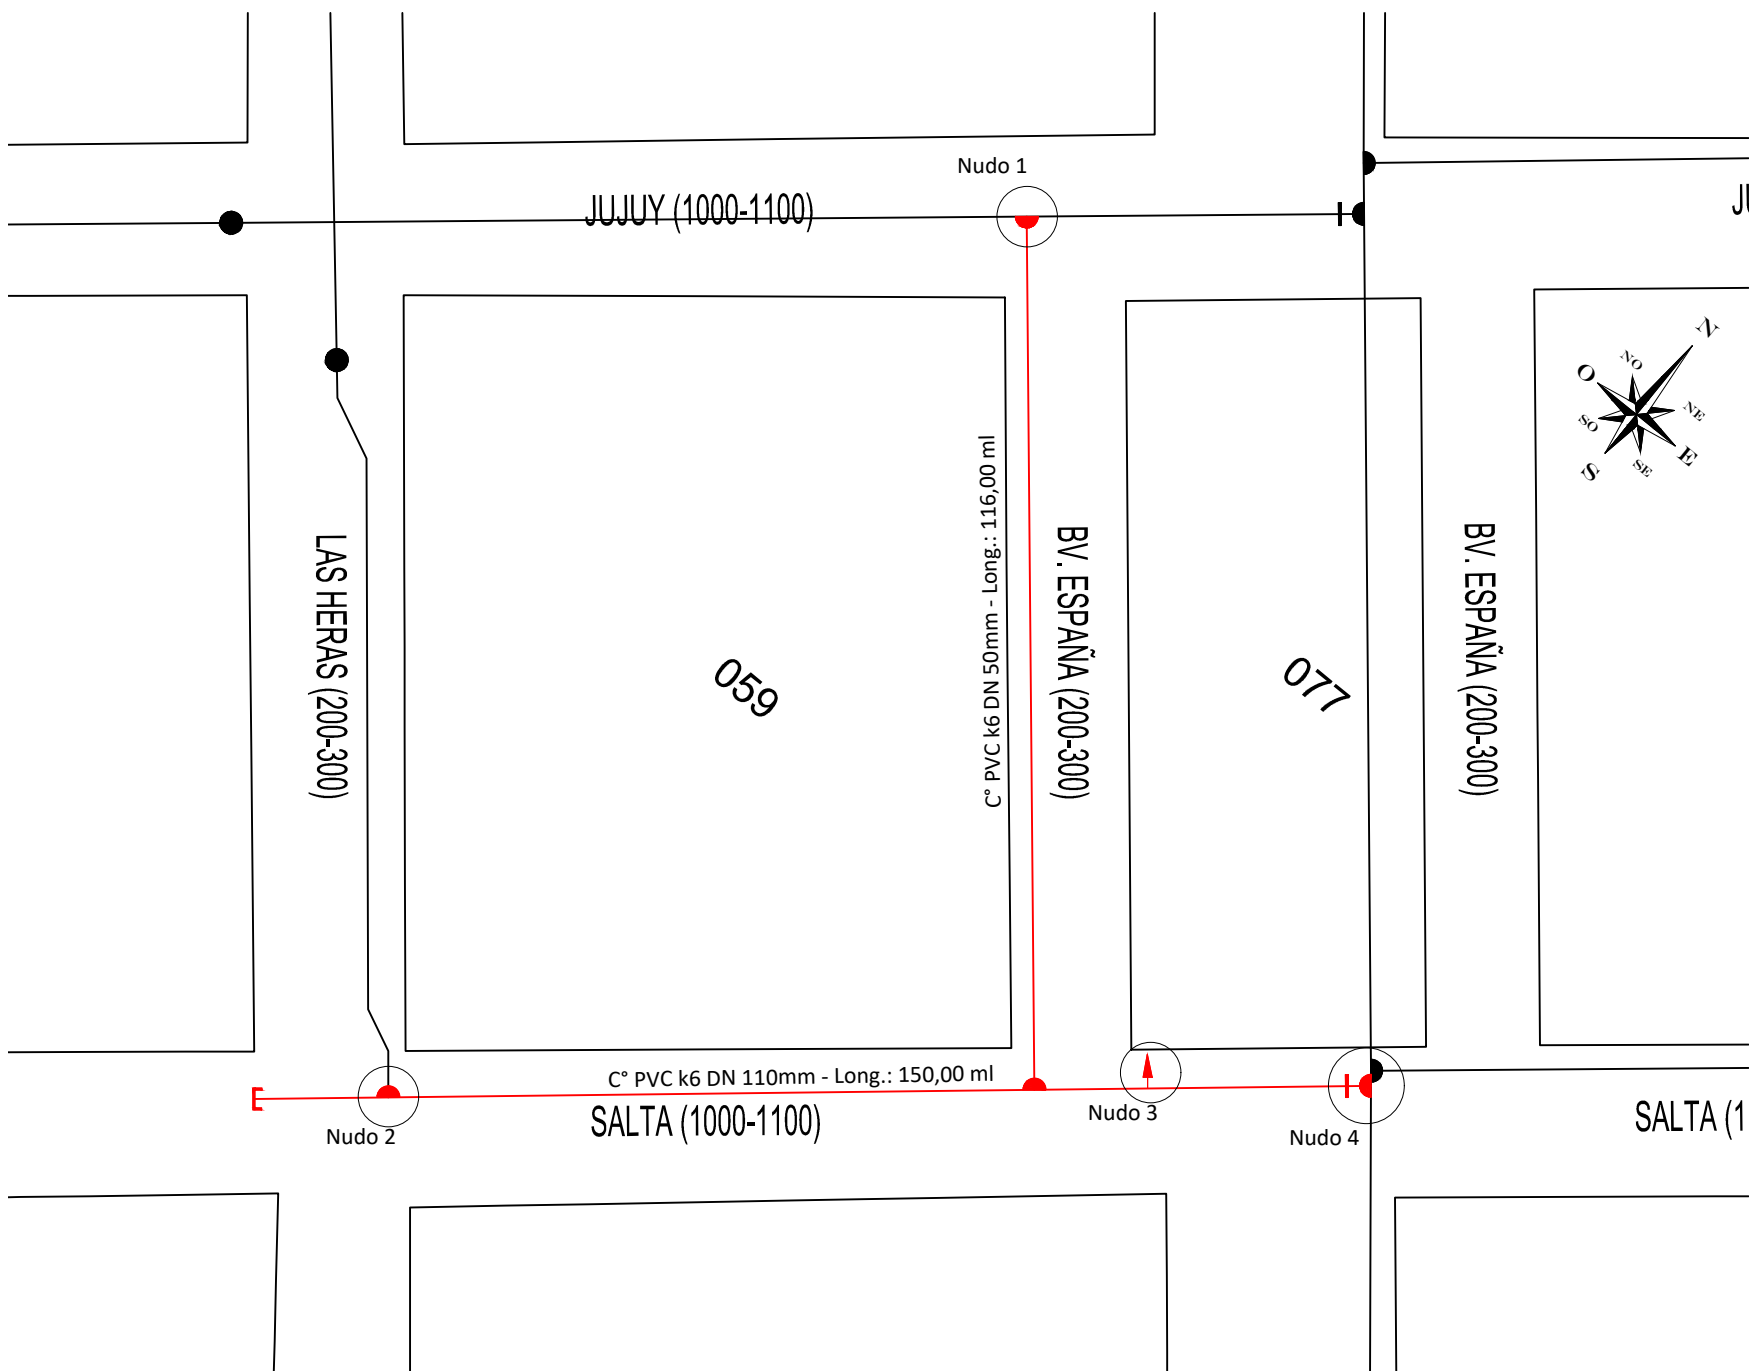 Nudo 1
JUJUY (1000-1100)
JU
N
NO
O
NE
SO
S
SE
E
LAS HERAS (200-300)
059
C° PVC k6 DN 50mm - Long.: 116,00 ml
BV. ESPAÑA (200-300)
077
BV. ESPAÑA (200-300)
C° PVC k6 DN 110mm - Long.: 150,00 ml
SALTA (1000-1100)
Nudo 2
Nudo 3
Nudo 4
SALTA (1